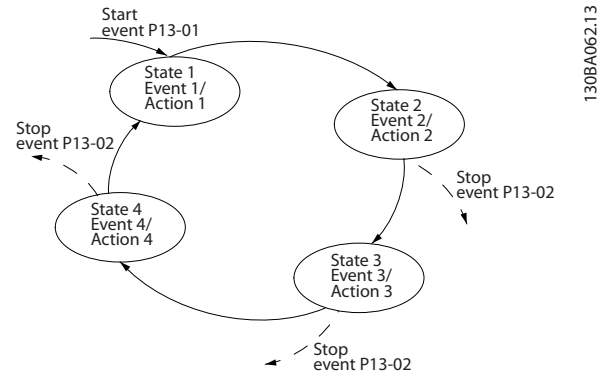 Start
event P13-01
130BA062.13
State 1
Event 1/
Action 1
State 2
Event 2/
Action 2
Stop
event P13-02
Stop
event P13-02
State 4
Event 4/
Action 4
State 3
Event 3/
Action 3
Stop
event P13-02